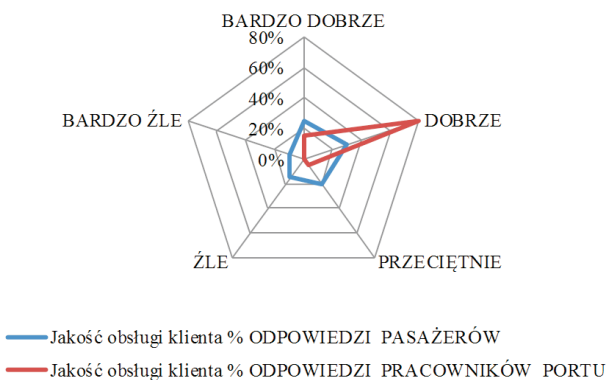 BARDZO DOBRZE
80%
60%
40%
20%
0%
BARDZO ŹLE
DOBRZE
ŹLE
PRZECIĘTNIE
Jakość obsługi klienta % ODPOWIEDZI PASAŻERÓW
Jakość obsługi klienta % ODPOWIEDZI PRACOWNIKÓW PORTU